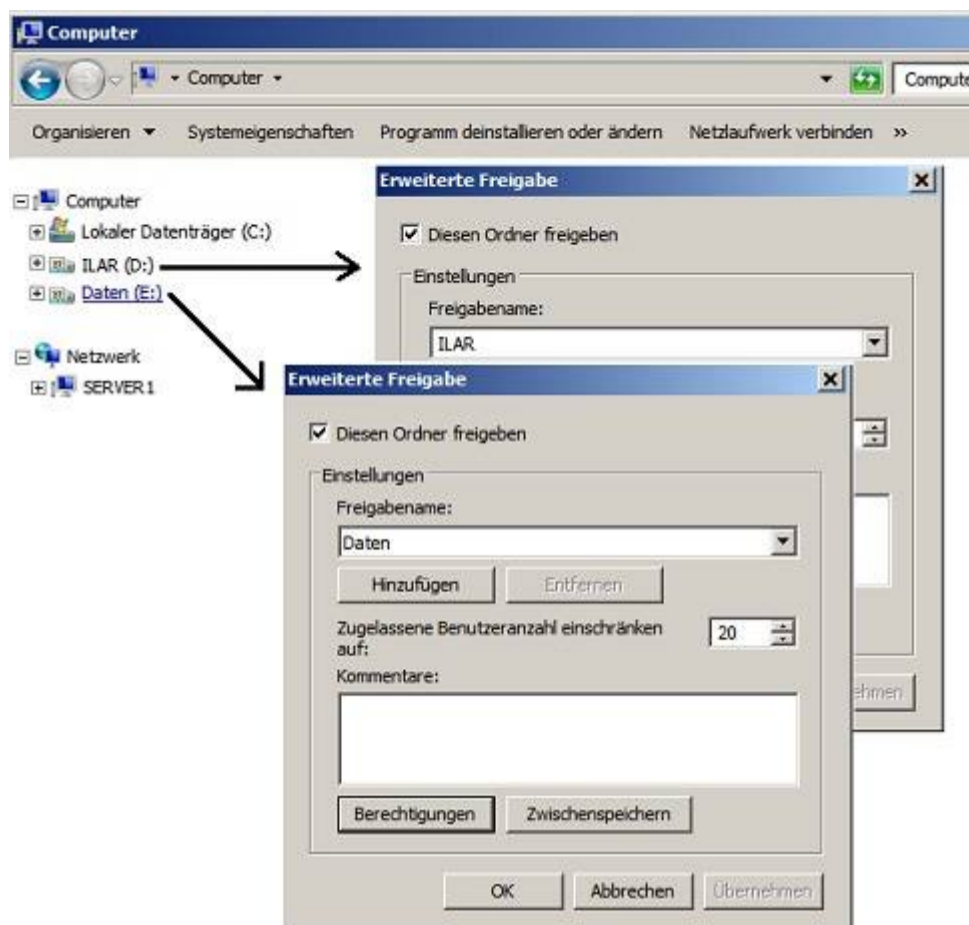 Computer
Computer
Compute
Organisieren Systemeigenschaften Programm deinstallieren oder ändern Netzlaufwerk verbinden »
Computer
Lokaler Datenträger (C:)
ILAR (D:)
Daten (E:)
Netzwerk
SERVER1
Erweiterte Freigabe
Diesen Ordner freigeben
Einstellungen
Freigabename:
ILAR
ehmen
Erweiterte Freigabe
Diesen Ordner freigeben
Einstellungen
Freigabename:
Daten
Hinzufügen Entfernen
Zugelassene Benutzeranzahl einschränken 20
auf:
Kommentare:
Berechtigungen Zwischenspeichern
OK Abbrechen Übernehmen